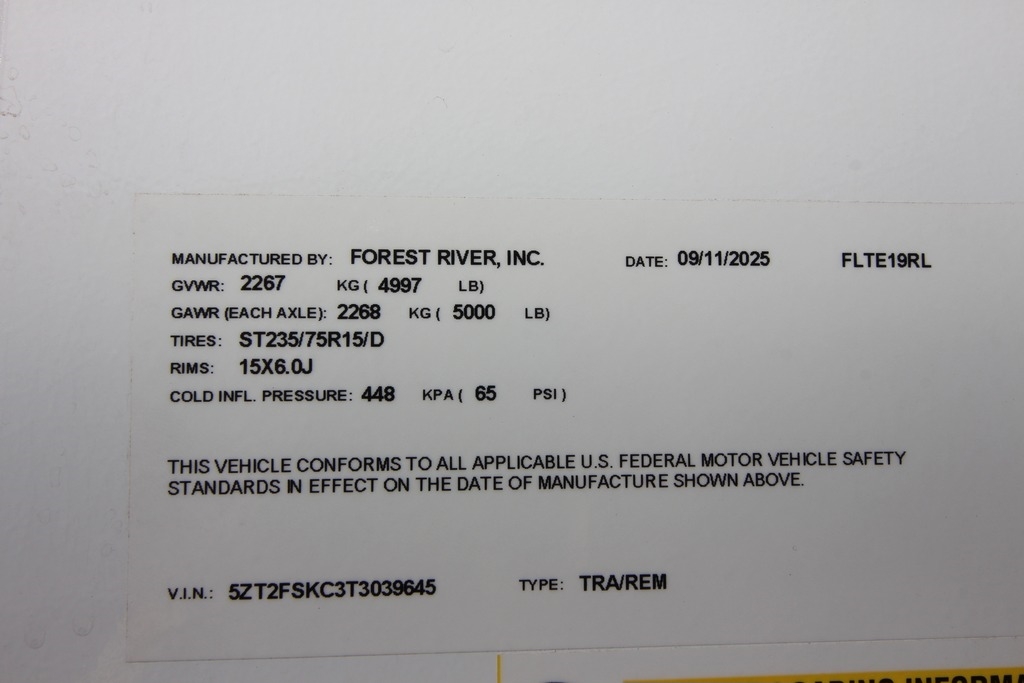 MANUFACTURED BY: FOREST RIVER, INC. DATE: 09/11/2025 FLTE19RL
GVWR: 2267 KG ( 4997 LB)
GAWR (EACH AXLE): 2268 KG ( 5000 LB)
TIRES: ST235/75R15/D
RIMS: 15X6.0J
COLD INFL. PRESSURE: 448 KPA ( 65 PSI )
THIS VEHICLE CONFORMS TO ALL APPLICABLE U.S. FEDERAL MOTOR VEHICLE SAFETY
STANDARDS IN EFFECT ON THE DATE OF MANUFACTURE SHOWN ABOVE.
V.I.N.: 5ZT2FSKC3T3039645 TYPE: TRA/REM